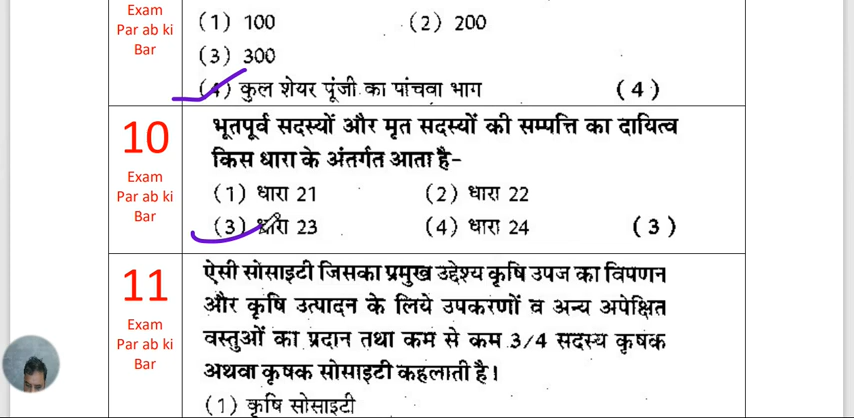 Exam
Par ab ki
Bar
(1) 100 (2) 200
(3) 300
(4) कुल शेयर पूंजी का पांचवा भाग (4)
10
Exam
Par ab ki
Bar
भूतपूर्व सदस्यों और मृत सदस्यों की सम्पत्ति का दायित्व
किस धारा के अंतर्गत आता है-
(1) धारा 21 (2) धारा 22
(3) धारा 23 (4) धारा 24 (3)
11
Exam
Par ab ki
Bar
ऐसी सोसाइटी जिसका प्रमुख उद्देश्य कृषि उपज का विपणन
और कृषि उत्पादन के लिये उपकरणों व अन्य अपेक्षित
वस्तुओं का प्रदान तथा कम से कम 3/4 सदस्य कृषक
अथवा कृषक सोसाइटी कहलाती है।
(1) कृषि सोसाइटी